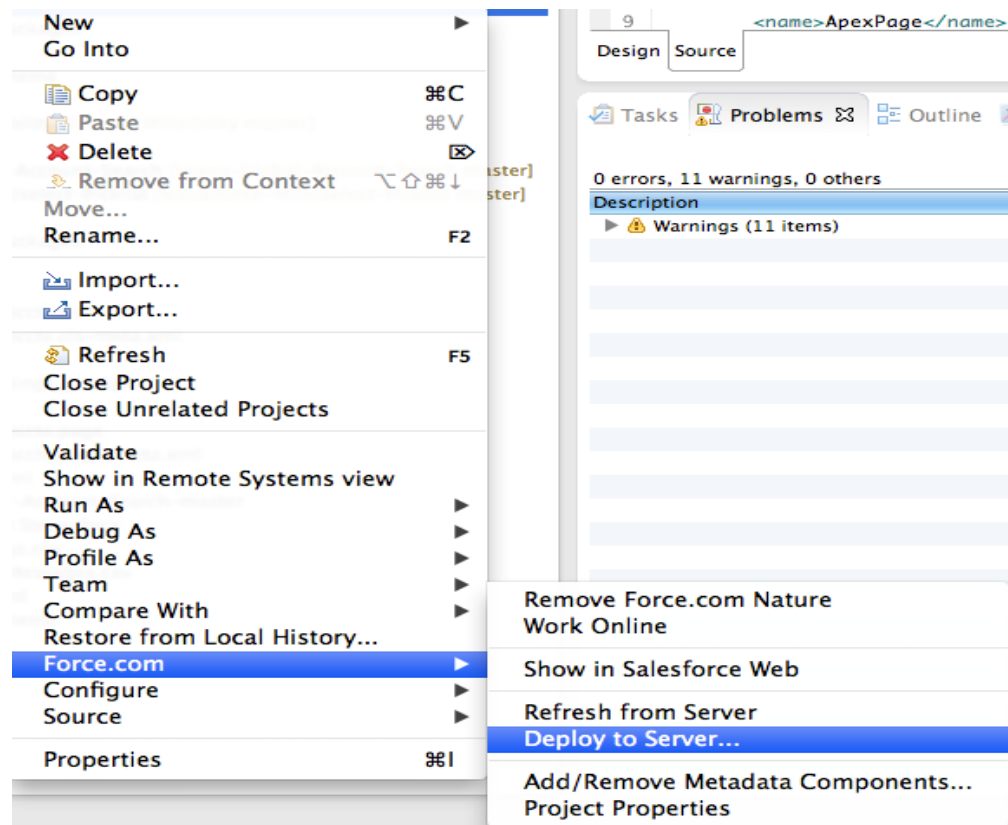 New
Go Into
Copy ⌘C
Paste ⌘V
Delete ⌦
Remove from Context ⌥⇧⌘↓
Move...
Rename... F2
Import...
Export...
Refresh F5
Close Project
Close Unrelated Projects
Validate
Show in Remote Systems view
Run As
Debug As
Profile As
Team
Compare With
Restore from Local History...
Force.com
Configure
Source
Properties ⌘I
aster]
ster]
9 <name>ApexPage</name>
Design Source
Tasks Problems Outline
0 errors, 11 warnings, 0 others
Description
Warnings (11 items)
Remove Force.com Nature
Work Online
Show in Salesforce Web
Refresh from Server
Deploy to Server...
Add/Remove Metadata Components...
Project Properties